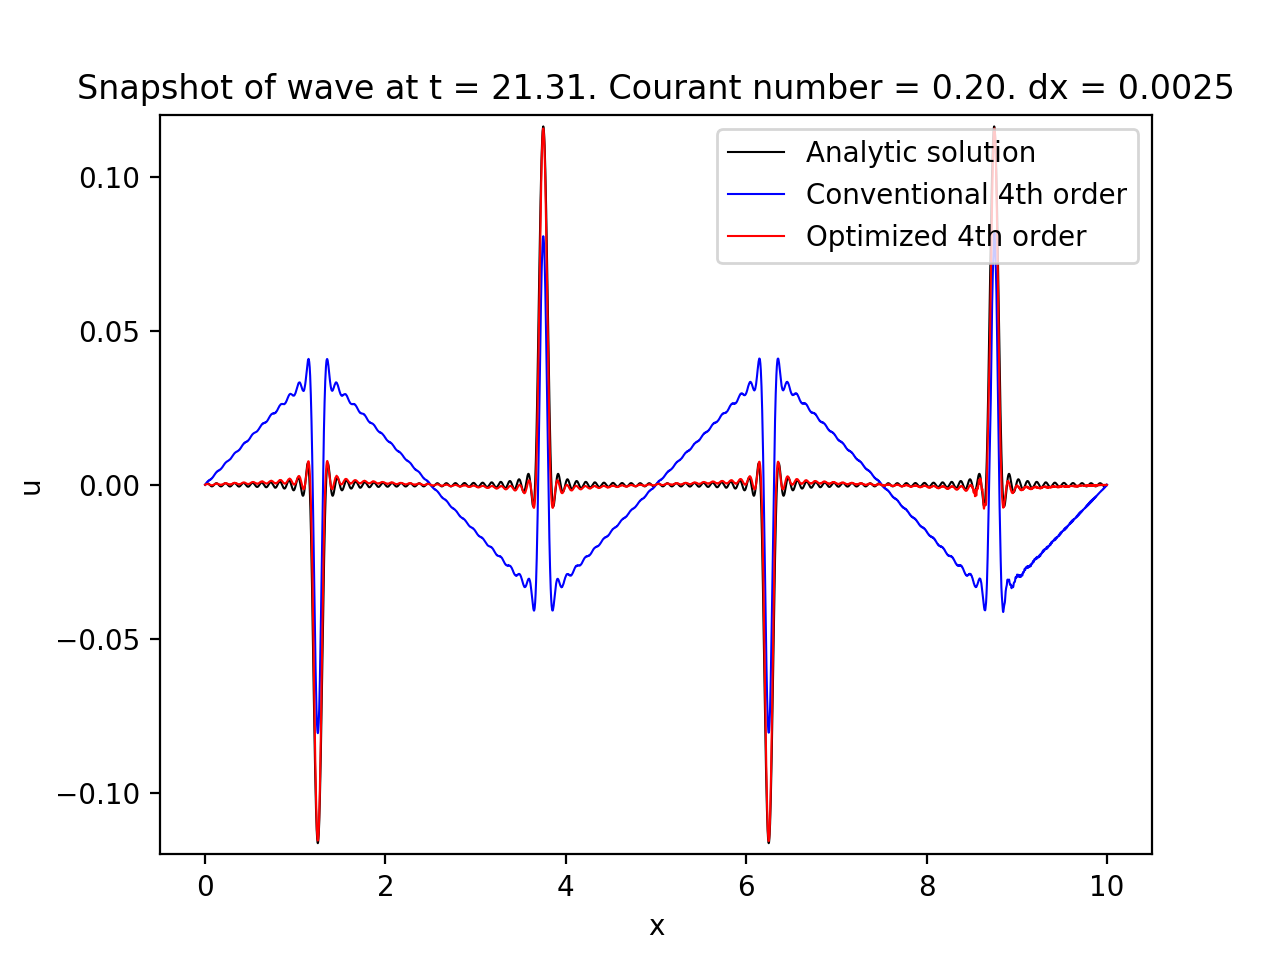 Snapshot of wave at t = 21.31. Courant number = 0.20. dx = 0.0025
Analytic solution
Conventional 4th order
Optimized 4th order
0.10
0.05
0.00
−0.05
−0.10
u
0 2 4 6 8 10
x